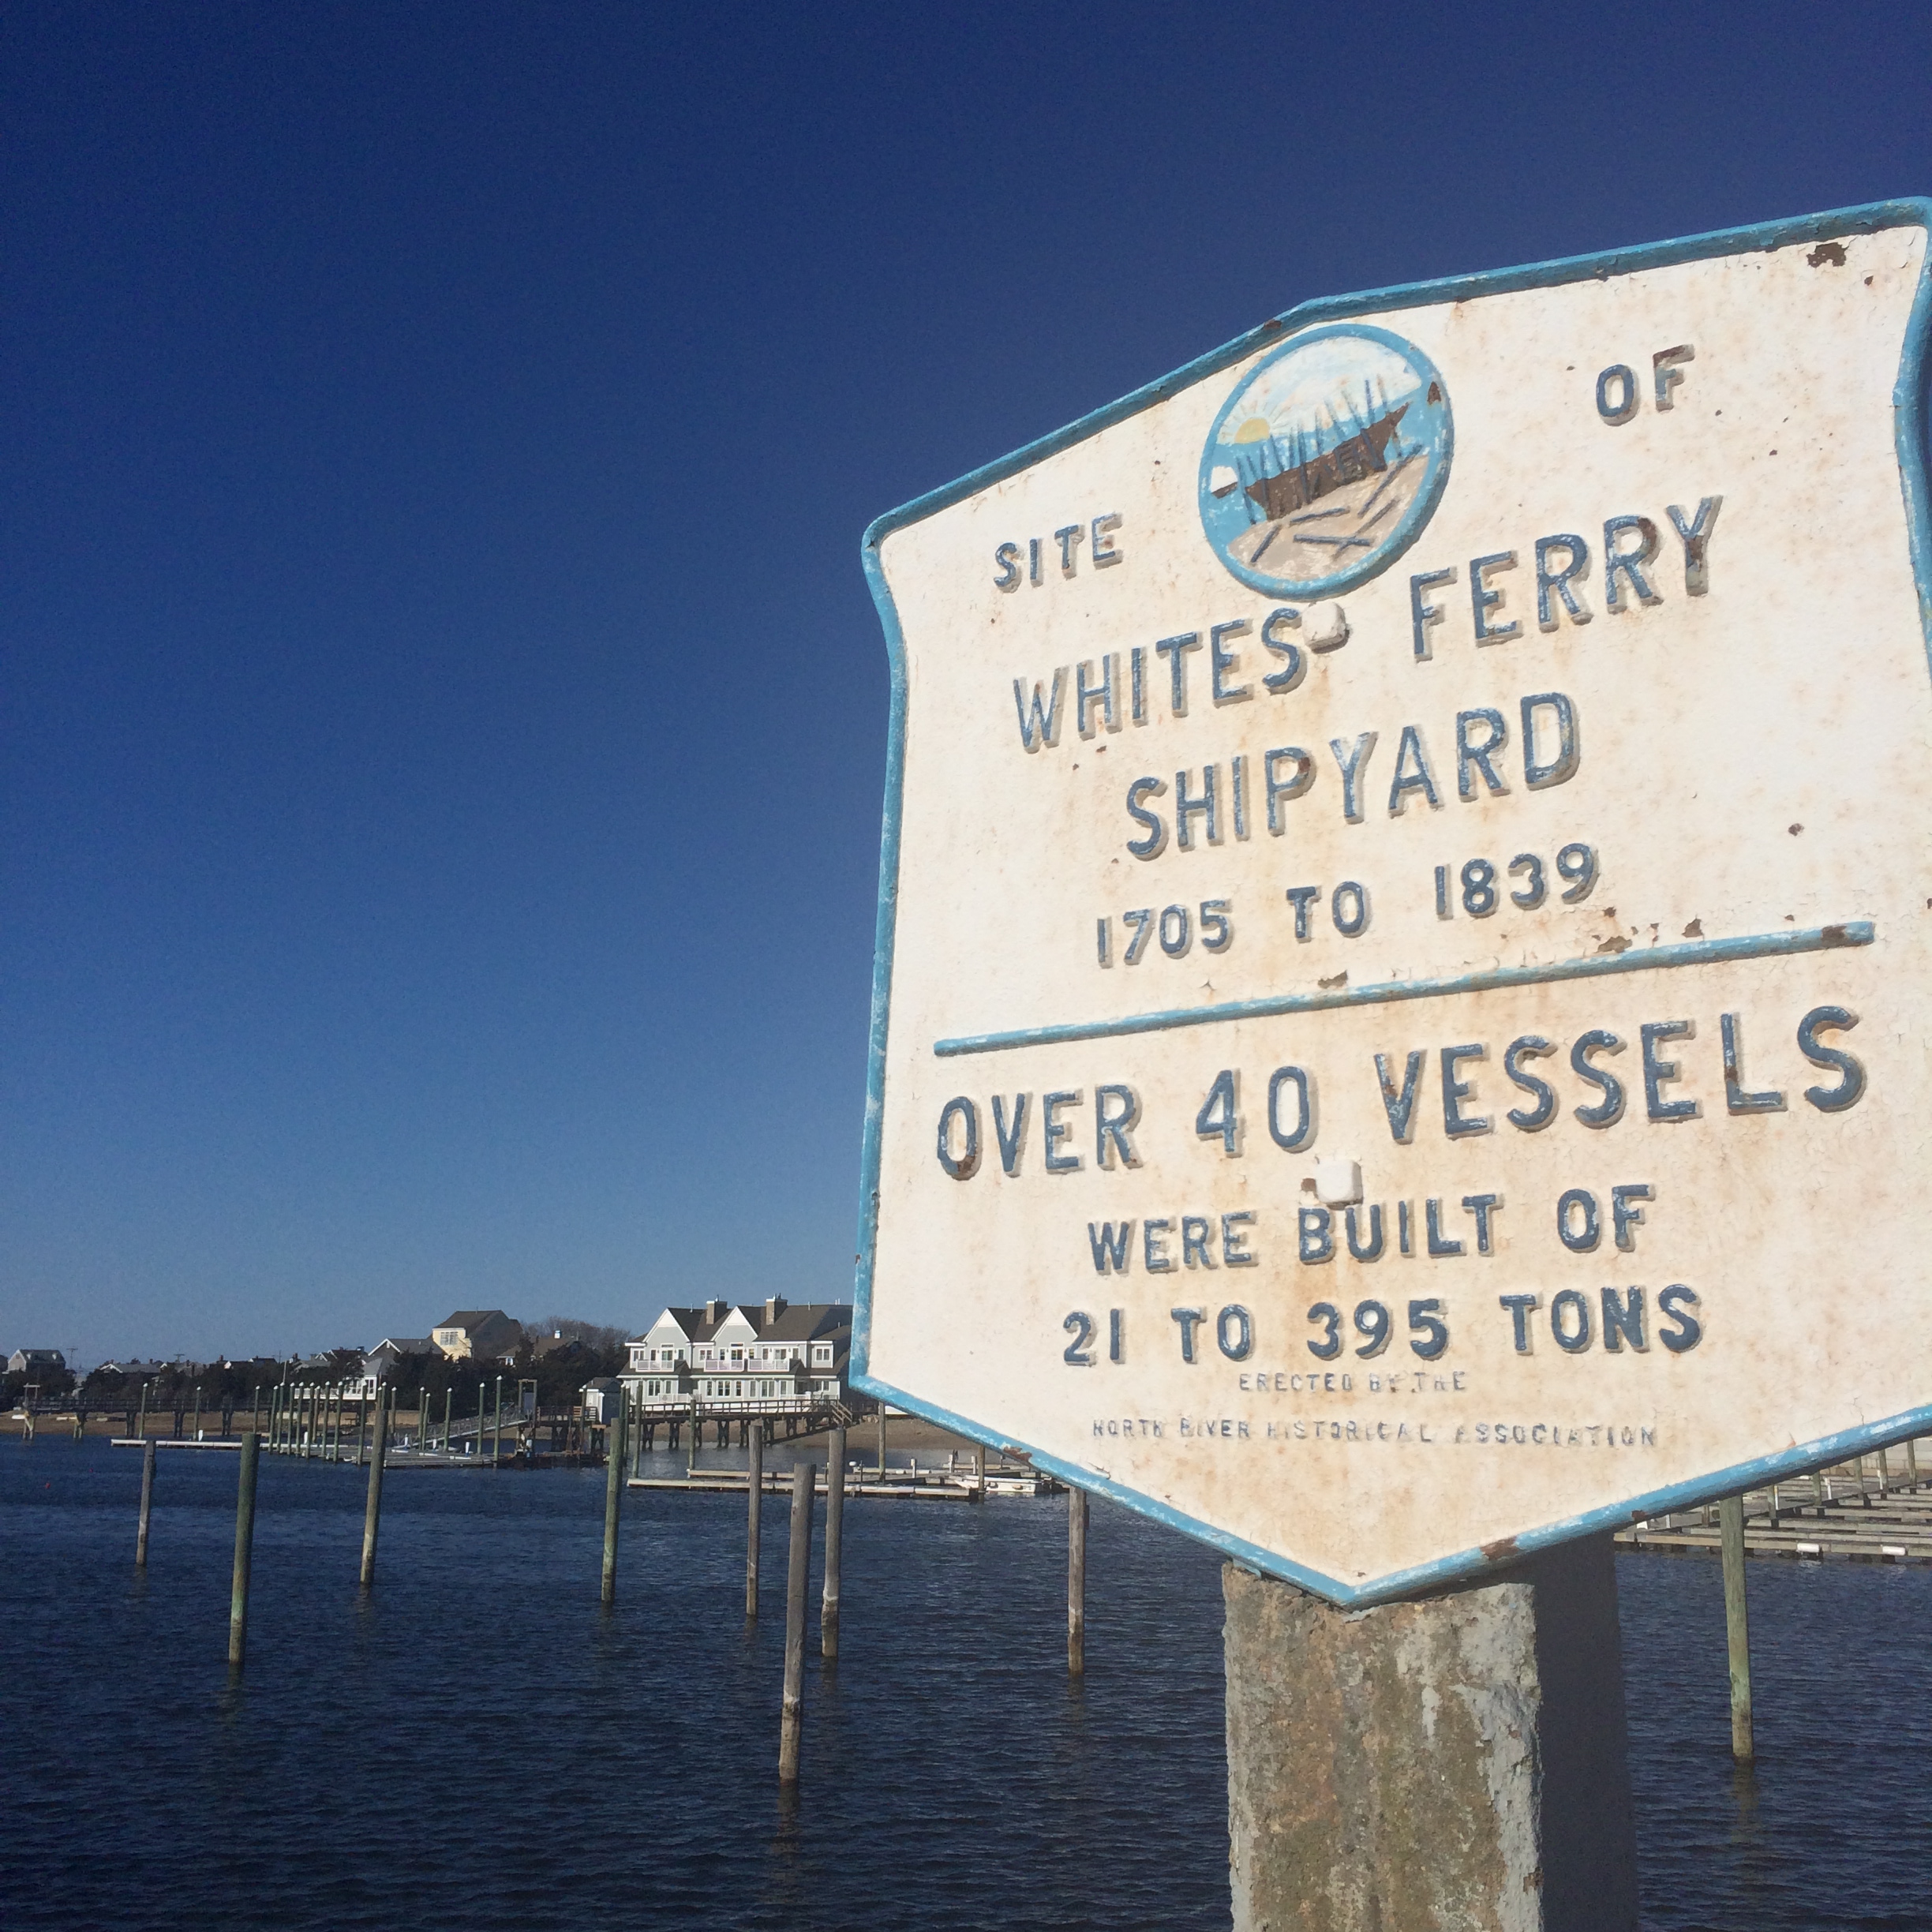 SITE OF
WHITES' FERRY
SHIPYARD
1705 TO 1839
OVER 40 VESSELS
WERE BUILT OF
21 TO 395 TONS
ERECTED BY THE
NORTH RIVER HISTORICAL ASSOCIATION